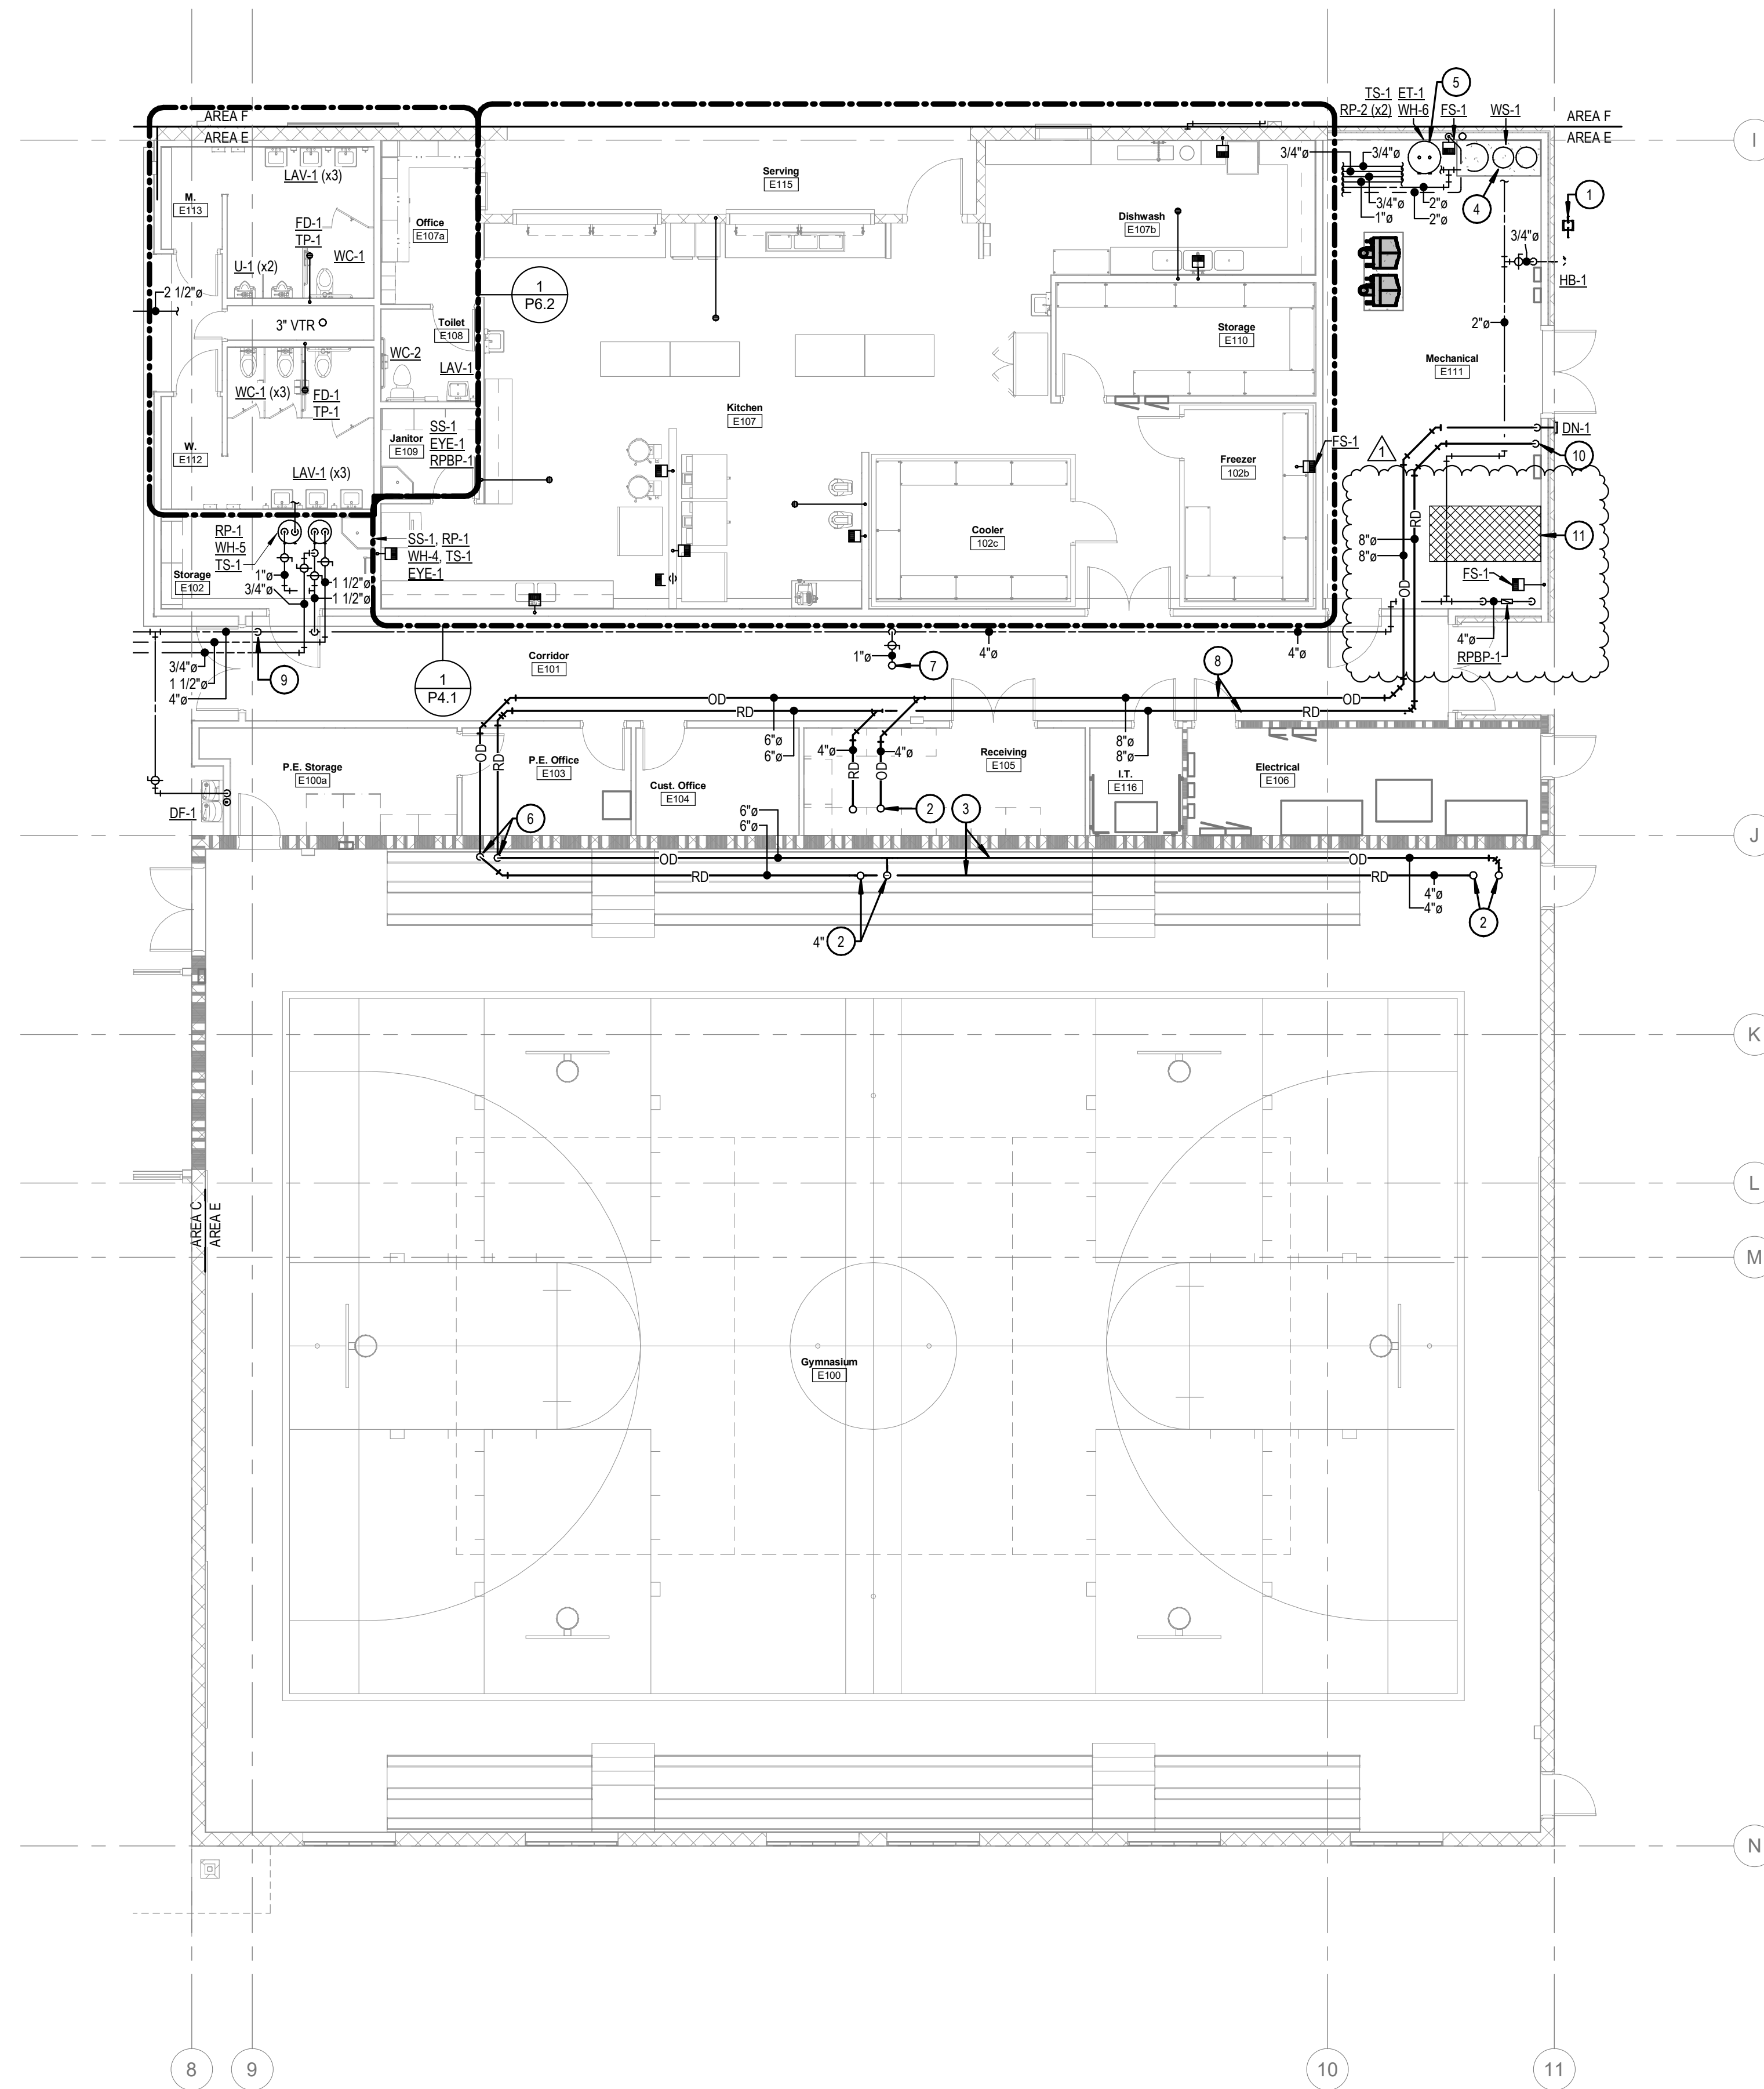 5
TS-1 ET-1
RP-2 (x2) WH-6 FS-1
WS-1
AREA F
AREA E
AREA F
AREA E
I
LAV-1 (x3)
3/4"ø
3/4"ø
3/4"ø
1"ø
2"ø
2"ø
4
1
3/4"ø
HB-1
Serving
E115
M.
E113
Office
E107a
Dishwash
E107b
FD-1
TP-1
WC-1
U-1 (x2)
2 1/2"ø
1
P6.2
3" VTR
Toilet
E108
Storage
E110
2"ø
Mechanical
E111
WC-2
LAV-1
WC-1 (x3)
FD-1
TP-1
Kitchen
E107
SS-1
EYE-1
RPBP-1
Janitor
E109
W.
E112
FS-1
1
DN-1
10
Freezer
102b
LAV-1 (x3)
RP-1
WH-5
TS-1
SS-1, RP-1
WH-4, TS-1
EYE-1
Cooler
102c
RD
OD
8"ø
8"ø
11
Storage
E102
1"ø
3/4"ø
1 1/2"ø
1 1/2"ø
FS-1
4"ø
RPBP-1
3/4"ø
1 1/2"ø
4"ø
9
1
P4.1
Corridor
E101
1"ø
7
4"ø
4"ø
8
OD
RD
OD
RD
OD
RD
6"ø
6"ø
4"ø
4"ø
RD
OD
8"ø
8"ø
P.E. Storage
E100a
P.E. Office
E103
Cust. Office
E104
Receiving
E105
I.T.
E116
Electrical
E106
DF-1
6"ø
6"ø
6
2
3
J
OD
RD
OD
RD
4"ø
4"ø
4" 2
2
K
L
AREA C
AREA E
M
Gymnasium
E100
N
8
9
10
11